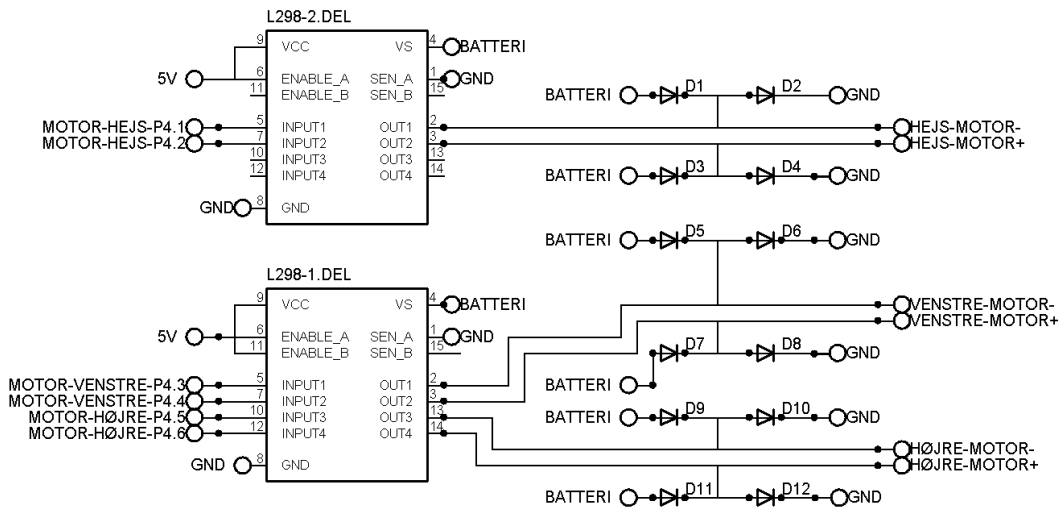 L298-2.DEL
9 VCC VS 4 BATTERI
5V 6 ENABLE_A SEN_A 1 GND
11 ENABLE_B SEN_B 15
BATTERI D1 D2 GND
MOTOR-HEJS-P4.1 5 INPUT1 OUT1 2 HEJS-MOTOR-
MOTOR-HEJS-P4.2 7 INPUT2 OUT2 3 HEJS-MOTOR+
10 INPUT3 OUT3 13
12 INPUT4 OUT4 14
BATTERI D3 D4 GND
GND 8 GND
BATTERI D5 D6 GND
L298-1.DEL
9 VCC VS 4 BATTERI
VENSTRE-MOTOR-
VENSTRE-MOTOR+
5V 6 ENABLE_A SEN_A 1 GND
11 ENABLE_B SEN_B 15
D7 D8 GND
BATTERI
MOTOR-VENSTRE-P4.3 5 INPUT1 OUT1 2
MOTOR-VENSTRE-P4.4 7 INPUT2 OUT2 3
MOTOR-HØJRE-P4.5 10 INPUT3 OUT3 13
MOTOR-HØJRE-P4.6 12 INPUT4 OUT4 14
BATTERI D9 D10 GND
HØJRE-MOTOR-
HØJRE-MOTOR+
GND 8 GND
BATTERI D11 D12 GND